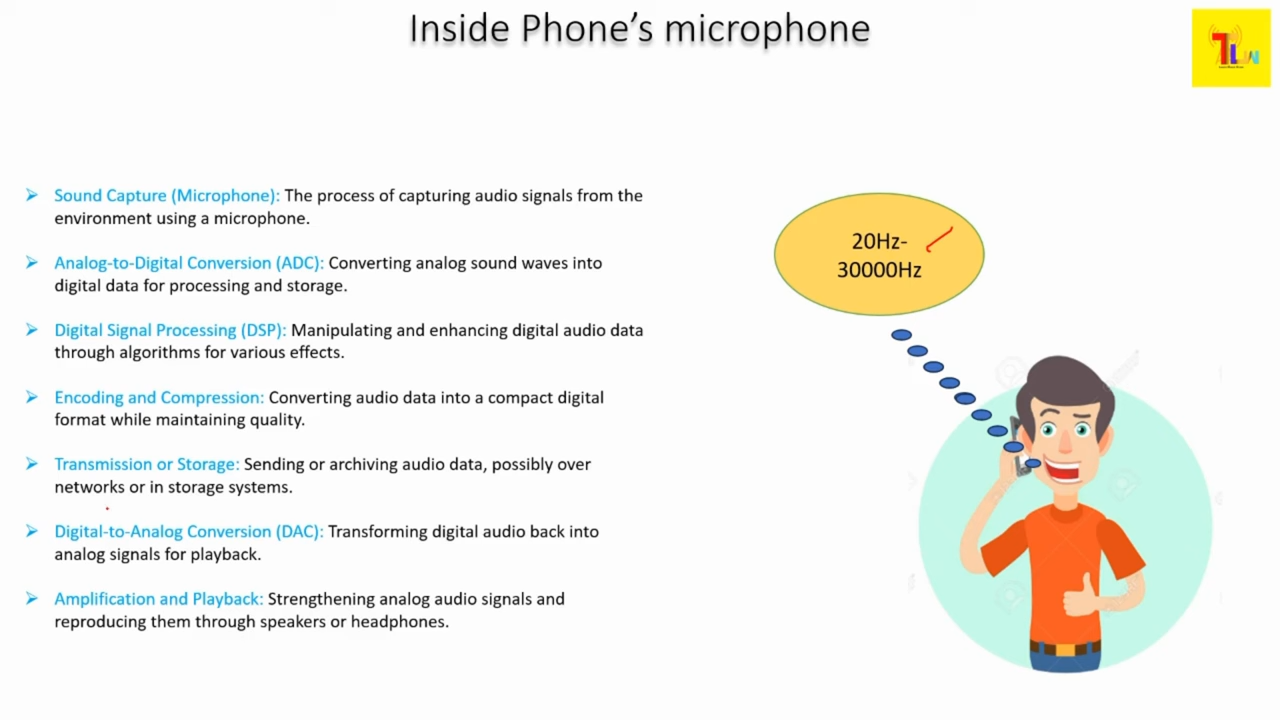 Inside Phone’s microphone
Sound Capture (Microphone): The process of capturing audio signals from the
environment using a microphone.
Analog-to-Digital Conversion (ADC): Converting analog sound waves into
digital data for processing and storage.
Digital Signal Processing (DSP): Manipulating and enhancing digital audio data
through algorithms for various effects.
Encoding and Compression: Converting audio data into a compact digital
format while maintaining quality.
Transmission or Storage: Sending or archiving audio data, possibly over
networks or in storage systems.
Digital-to-Analog Conversion (DAC): Transforming digital audio back into
analog signals for playback.
Amplification and Playback: Strengthening analog audio signals and
reproducing them through speakers or headphones.
20Hz-
30000Hz